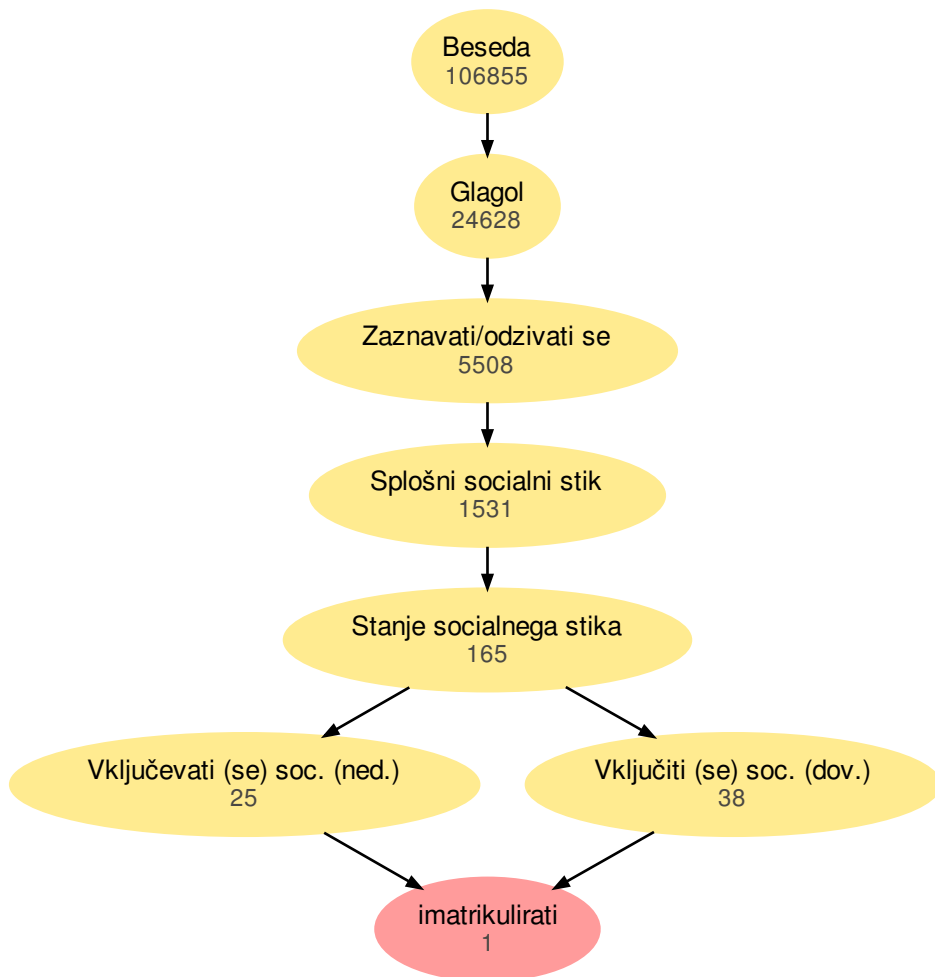 Beseda
106855
Glagol
24628
Zaznavati/odzivati se
5508
Splošni socialni stik
1531
Stanje socialnega stika
165
Vključevati (se) soc. (ned.)
25
Vključiti (se) soc. (dov.)
38
imatrikulirati
1